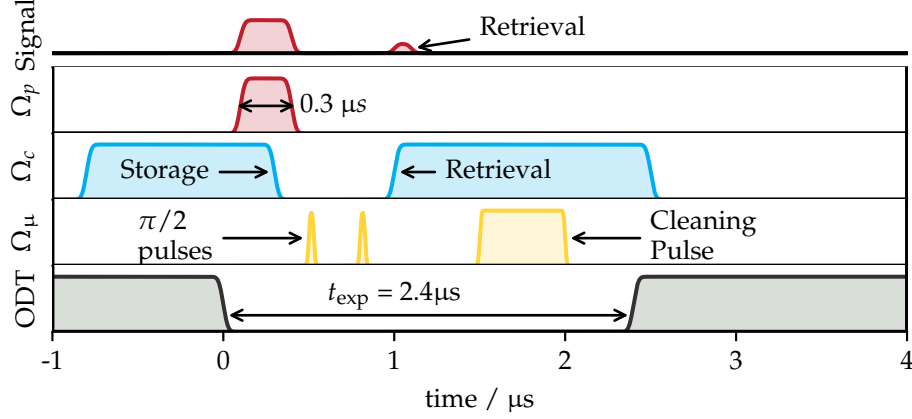 Signal
Retrieval
Ωp
0.3 μs
Ωc
Storage
Retrieval
Ωμ
π/2
pulses
Cleaning
Pulse
ODT
texp = 2.4μs
-1 0 1 2 3 4
time / μs